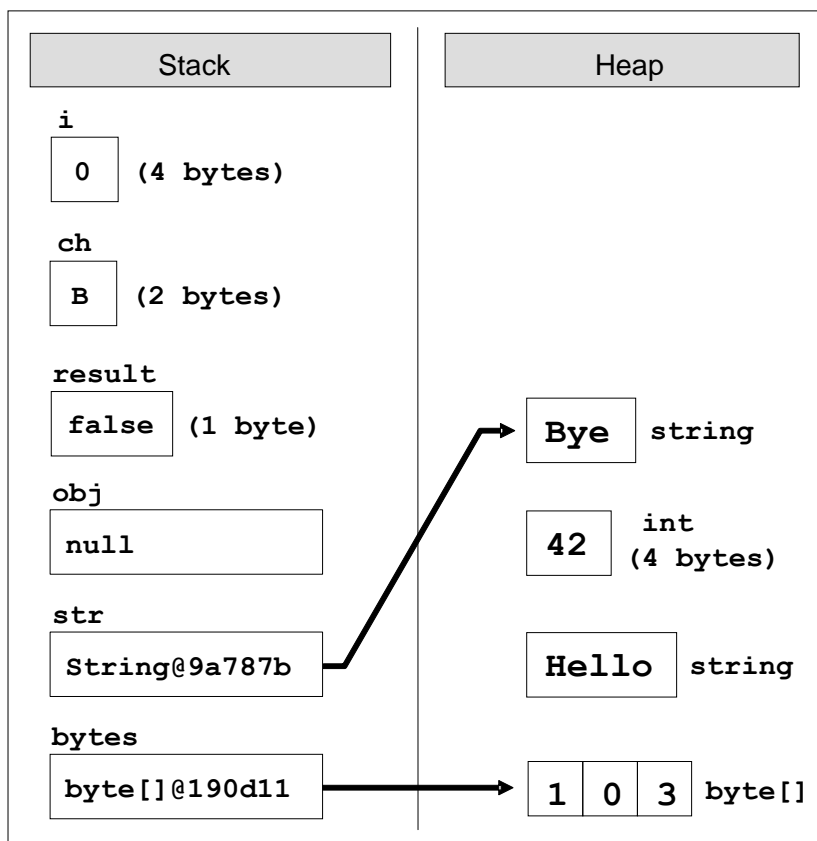 Stack
Heap
i
0 (4 bytes)
ch
B (2 bytes)
result
false (1 byte)
Bye string
obj
null
42 int
(4 bytes)
str
String@9a787b
Hello string
bytes
byte[]@190d11
1 0 3 byte[]